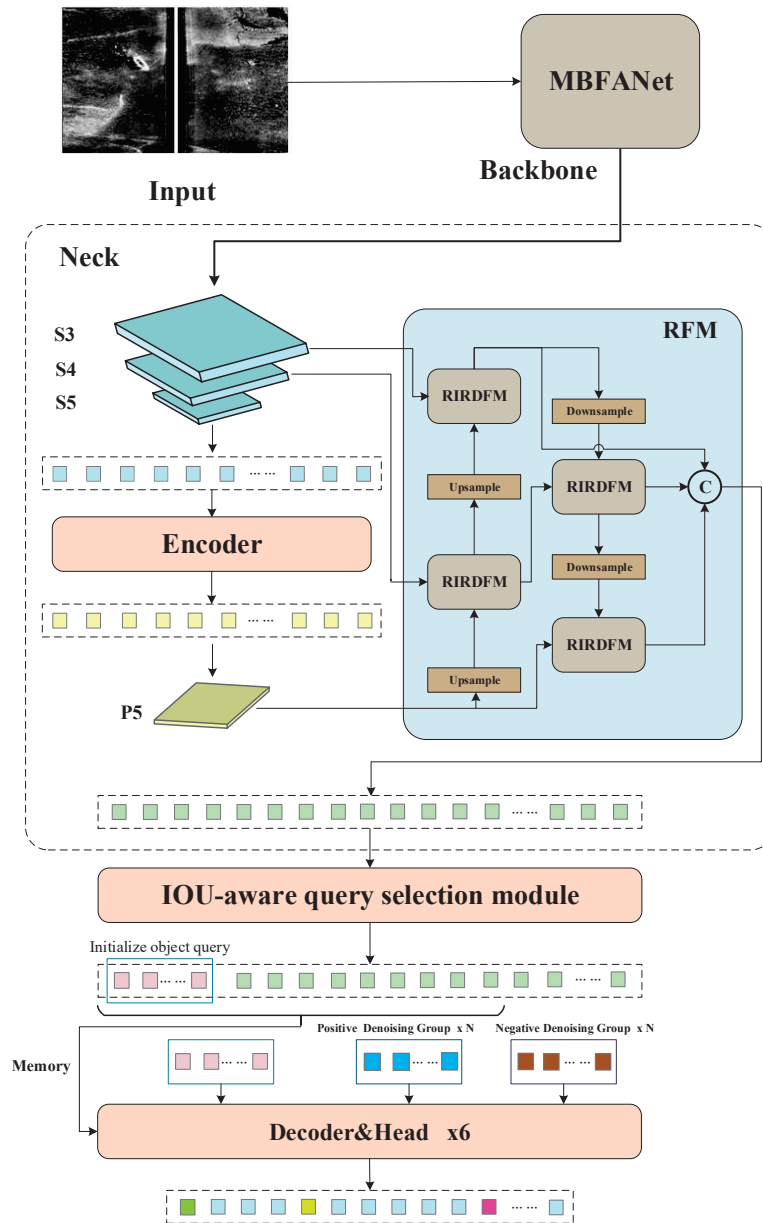 MBFANet
Input
Backbone
Neck
S3
S4
S5
RFM
RIRDFM
Downsample
Upsample
RIRDFM
C
··· ···
Encoder
RIRDFM
Downsample
··· ···
RIRDFM
Upsample
P5
··· ···
IOU-aware query selection module
Initialize object query
··· ···
··· ···
Positive Denoising Group x N
Negative Denoising Group x N
Memory
··· ···
··· ···
··· ···
Decoder&Head x6
··· ···